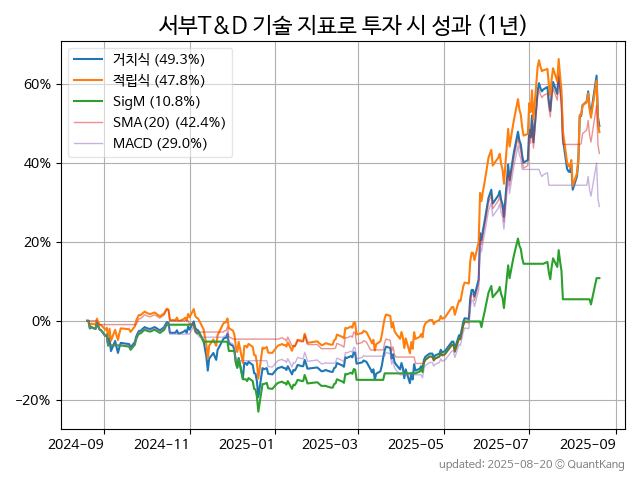 서부T&D 기술 지표로 투자 시 성과 (1년)
거치식 (49.3%)
적립식 (47.8%)
SigM (10.8%)
SMA(20) (42.4%)
MACD (29.0%)
60%
40%
20%
0%
−20%
2024-09 2024-11 2025-01 2025-03 2025-05 2025-07 2025-09
updated: 2025-08-20 © QuantKang